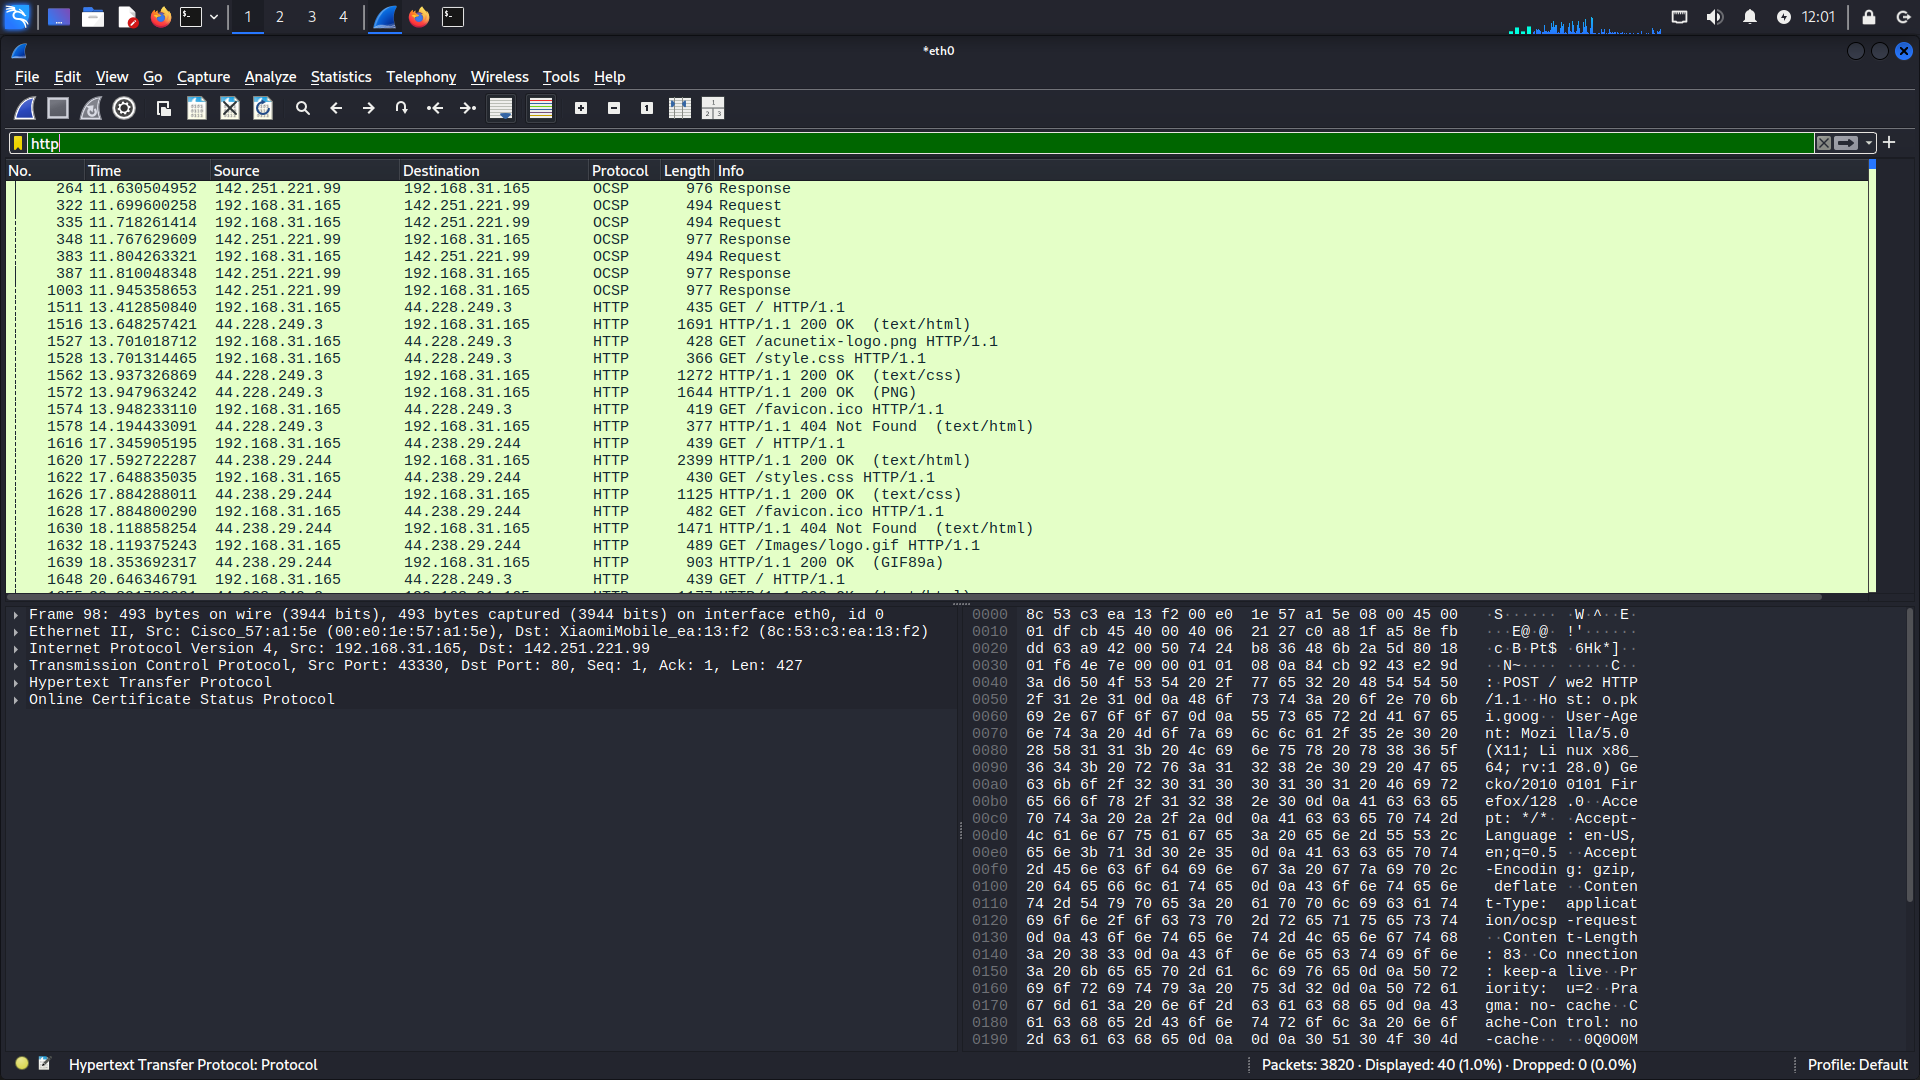 1 2 3 4 12:01
*eth0
File Edit View Go Capture Analyze Statistics Telephony Wireless Tools Help
http
No. Time Source Destination Protocol Length Info
264 11.630504952 142.251.221.99 192.168.31.165 OCSP 976 Response
322 11.699600258 192.168.31.165 142.251.221.99 OCSP 494 Request
335 11.718261414 192.168.31.165 142.251.221.99 OCSP 494 Request
348 11.767629609 142.251.221.99 192.168.31.165 OCSP 977 Response
383 11.804263321 192.168.31.165 142.251.221.99 OCSP 494 Request
387 11.810048348 142.251.221.99 192.168.31.165 OCSP 977 Response
1003 11.945358653 142.251.221.99 192.168.31.165 OCSP 977 Response
1511 13.412850840 192.168.31.165 44.228.249.3 HTTP 435 GET / HTTP/1.1
1516 13.648257421 44.228.249.3 192.168.31.165 HTTP 1691 HTTP/1.1 200 OK (text/html)
1527 13.701018712 192.168.31.165 44.228.249.3 HTTP 428 GET /acunetix-logo.png HTTP/1.1
1528 13.701314465 192.168.31.165 44.228.249.3 HTTP 366 GET /style.css HTTP/1.1
1562 13.937326869 44.228.249.3 192.168.31.165 HTTP 1272 HTTP/1.1 200 OK (text/css)
1572 13.947963242 44.228.249.3 192.168.31.165 HTTP 1644 HTTP/1.1 200 OK (PNG)
1574 13.948233110 192.168.31.165 44.228.249.3 HTTP 419 GET /favicon.ico HTTP/1.1
1578 14.194433091 44.228.249.3 192.168.31.165 HTTP 377 HTTP/1.1 404 Not Found (text/html)
1616 17.345905195 192.168.31.165 44.238.29.244 HTTP 439 GET / HTTP/1.1
1620 17.592722287 44.238.29.244 192.168.31.165 HTTP 2399 HTTP/1.1 200 OK (text/html)
1622 17.648835035 192.168.31.165 44.238.29.244 HTTP 430 GET /styles.css HTTP/1.1
1626 17.884288011 44.238.29.244 192.168.31.165 HTTP 1125 HTTP/1.1 200 OK (text/css)
1628 17.884800290 192.168.31.165 44.238.29.244 HTTP 482 GET /favicon.ico HTTP/1.1
1630 18.118858254 44.238.29.244 192.168.31.165 HTTP 1471 HTTP/1.1 404 Not Found (text/html)
1632 18.119375243 192.168.31.165 44.238.29.244 HTTP 489 GET /Images/logo.gif HTTP/1.1
1639 18.353692317 44.238.29.244 192.168.31.165 HTTP 903 HTTP/1.1 200 OK (GIF89a)
1648 20.646346791 192.168.31.165 44.228.249.3 HTTP 439 GET / HTTP/1.1
Frame 98: 493 bytes on wire (3944 bits), 493 bytes captured (3944 bits) on interface eth0, id 0
Ethernet II, Src: Cisco_57:a1:5e (00:e0:1e:57:a1:5e), Dst: XiaomiMobile_ea:13:f2 (8c:53:c3:ea:13:f2)
Internet Protocol Version 4, Src: 192.168.31.165, Dst: 142.251.221.99
Transmission Control Protocol, Src Port: 43330, Dst Port: 80, Seq: 1, Ack: 1, Len: 427
Hypertext Transfer Protocol
Online Certificate Status Protocol
0000 8c 53 c3 ea 13 f2 00 e0 1e 57 a1 5e 08 00 45 00 ·S······ ·W·^··E·
0010 01 df cb 45 40 00 40 06 21 27 c0 a8 1f a5 8e fb ···E@·@· !'······
0020 dd 63 a9 42 00 50 74 24 b8 36 48 6b 2a 5d 80 18 ·c·B·Pt$ ·6Hk*]··
0030 01 f6 4e 7e 00 00 01 01 08 0a 84 cb 92 43 e2 9d ··N~···· ·····C··
0040 3a d6 50 4f 53 54 20 2f 77 65 32 20 48 54 54 50 :·POST / we2 HTTP
0050 2f 31 2e 31 0d 0a 48 6f 73 74 3a 20 6f 2e 70 6b /1.1··Ho st: o.pk
0060 69 2e 67 6f 6f 67 0d 0a 55 73 65 72 2d 41 67 65 i.goog·· User-Age
0070 6e 74 3a 20 4d 6f 7a 69 6c 6c 61 2f 35 2e 30 20 nt: Mozi lla/5.0
0080 28 58 31 31 3b 20 4c 69 6e 75 78 20 78 38 36 5f (X11; Li nux x86_
0090 36 34 3b 20 72 76 3a 31 32 38 2e 30 29 20 47 65 64; rv:1 28.0) Ge
00a0 63 6b 6f 2f 32 30 31 30 30 31 30 31 20 46 69 72 cko/2010 0101 Fir
00b0 65 66 6f 78 2f 31 32 38 2e 30 0d 0a 41 63 63 65 efox/128 .0··Acce
00c0 70 74 3a 20 2a 2f 2a 0d 0a 41 63 63 65 70 74 2d pt: */*· ·Accept-
00d0 4c 61 6e 67 75 61 67 65 3a 20 65 6e 2d 55 53 2c Language : en-US,
00e0 65 6e 3b 71 3d 30 2e 35 0d 0a 41 63 63 65 70 74 en;q=0.5 ··Accept
00f0 2d 45 6e 63 6f 64 69 6e 67 3a 20 67 7a 69 70 2c -Encodin g: gzip,
0100 20 64 65 66 6c 61 74 65 0d 0a 43 6f 6e 74 65 6e deflate ··Conten
0110 74 2d 54 79 70 65 3a 20 61 70 70 6c 69 63 61 74 t-Type: applicat
0120 69 6f 6e 2f 6f 63 73 70 2d 72 65 71 75 65 73 74 ion/ocsp -request
0130 0d 0a 43 6f 6e 74 65 6e 74 2d 4c 65 6e 67 74 68 ··Conten t-Length
0140 3a 20 38 33 0d 0a 43 6f 6e 6e 65 63 74 69 6f 6e : 83··Co nnection
0150 3a 20 6b 65 65 70 2d 61 6c 69 76 65 0d 0a 50 72 : keep-a live··Pr
0160 69 6f 72 69 74 79 3a 20 75 3d 32 0d 0a 50 72 61 iority: u=2··Pra
0170 67 6d 61 3a 20 6e 6f 2d 63 61 63 68 65 0d 0a 43 gma: no- cache··C
0180 61 63 68 65 2d 43 6f 6e 74 72 6f 6c 3a 20 6e 6f ache-Con trol: no
0190 2d 63 61 63 68 65 0d 0a 0d 0a 30 51 30 4f 30 4d -cache·· ··0Q0O0M
Hypertext Transfer Protocol: Protocol Packets: 3820 · Displayed: 40 (1.0%) · Dropped: 0 (0.0%) Profile: Default